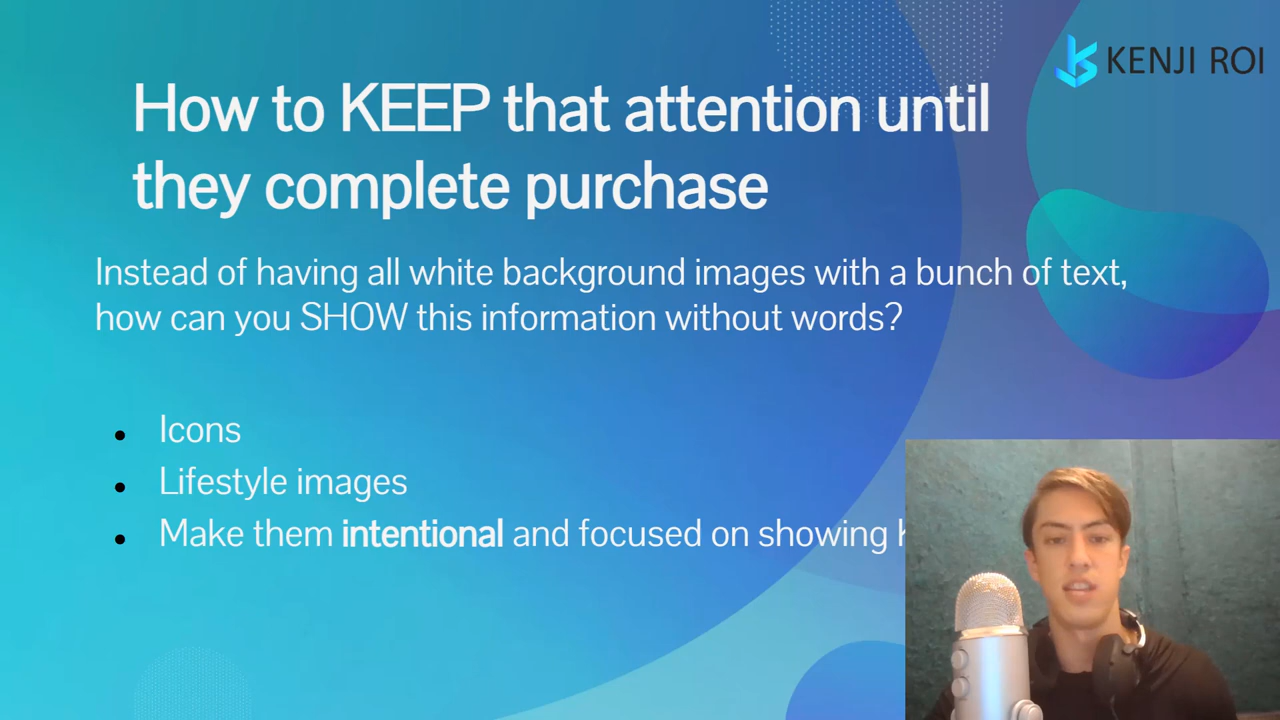 KENJI ROI
How to KEEP that attention until
they complete purchase
Instead of having all white background images with a bunch of text,
how can you SHOW this information without words?
Icons
Lifestyle images
Make them intentional and focused on showing